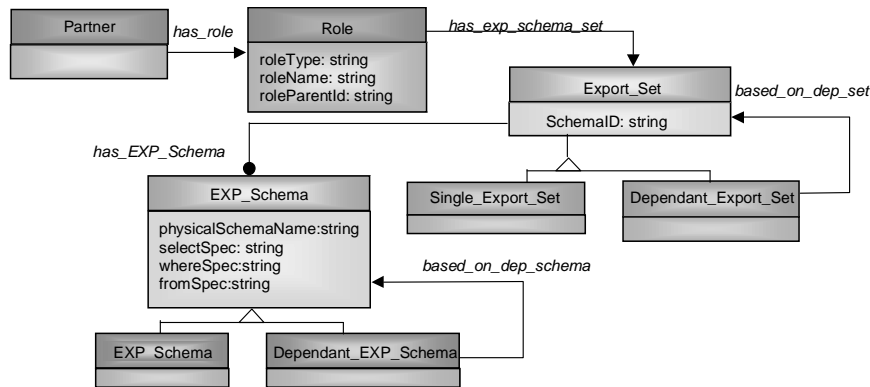 Partner
has_role
Role
has_exp_schema_set
roleType: string
roleName: string
roleParentId: string
Export_Set
based_on_dep_set
SchemaID: string
has_EXP_Schema
EXP_Schema
Single_Export_Set
Dependant_Export_Set
physicalSchemaName:string
selectSpec: string
whereSpec:string
fromSpec:string
based_on_dep_schema
EXP_Schema
Dependant_EXP_Schema